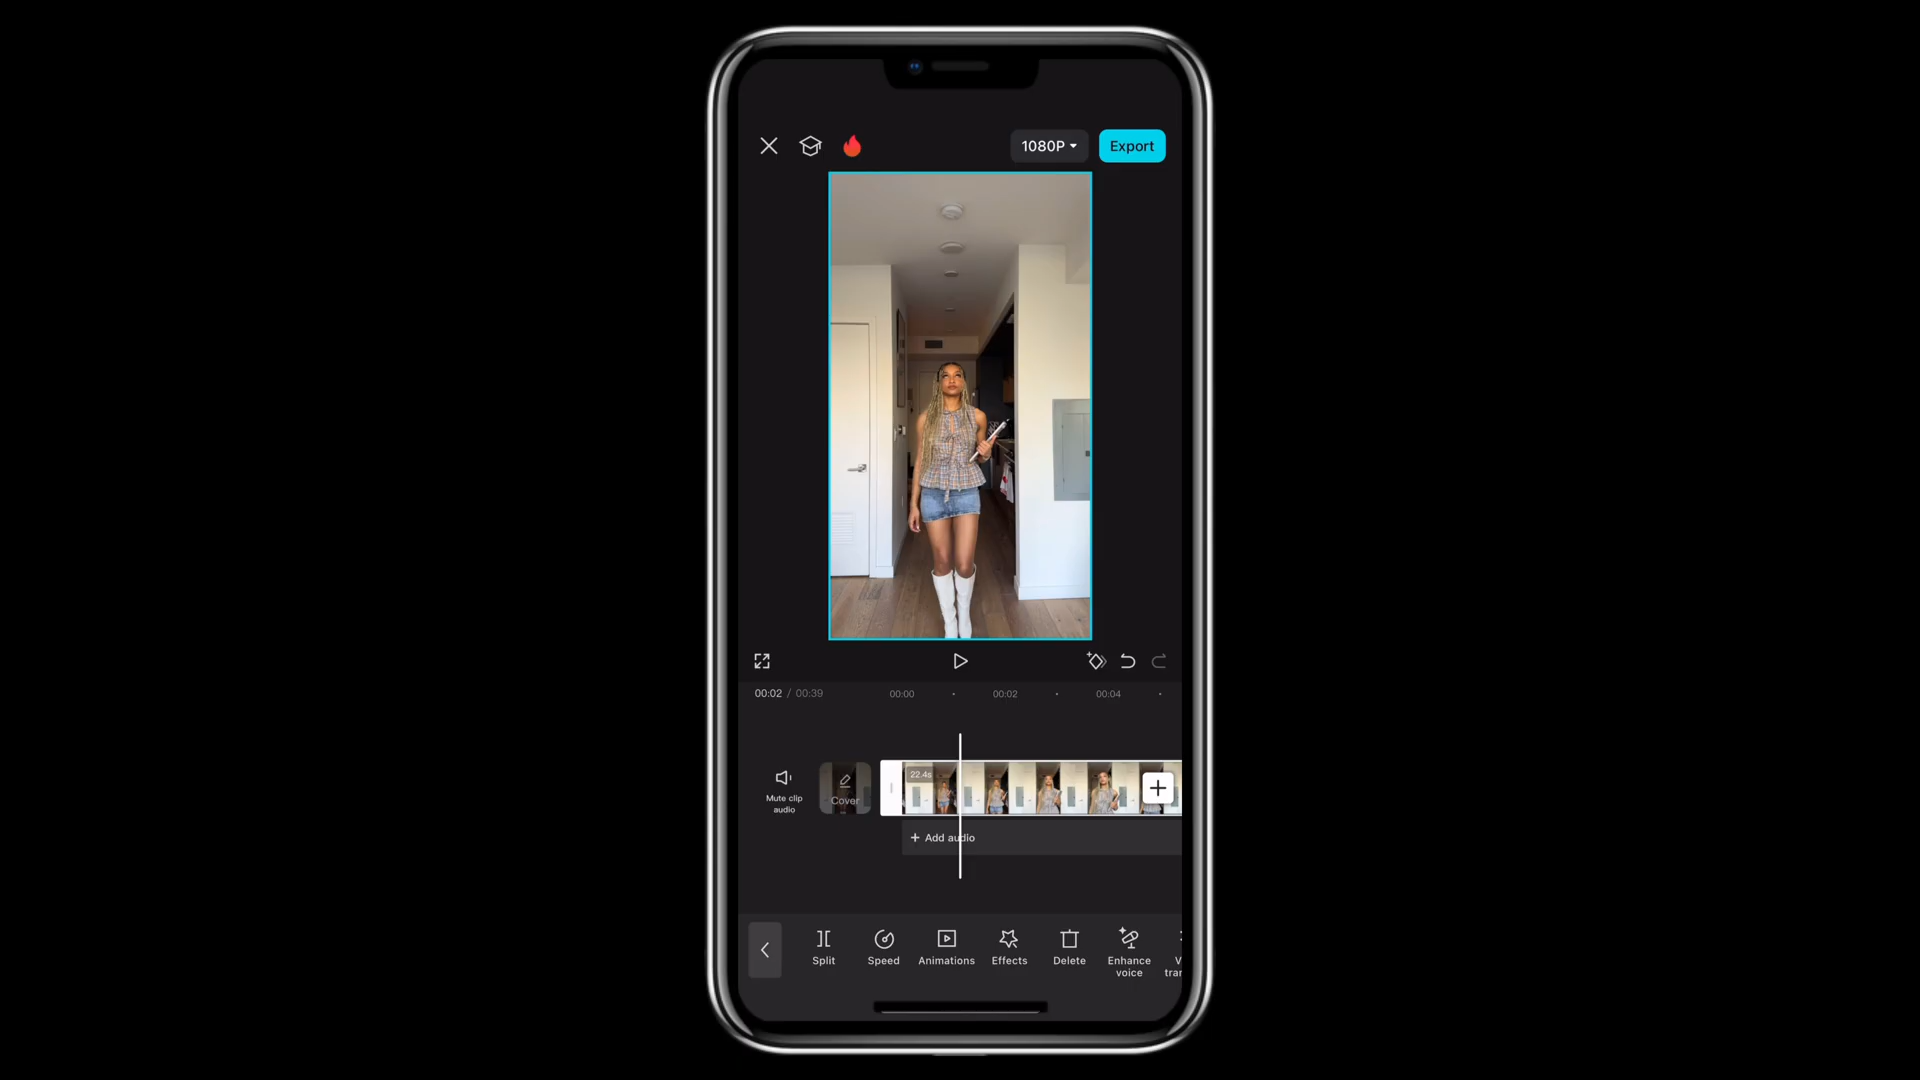 1080P
Export
00:02 / 00:39
00:00
00:02
00:04
22.4s
Mute clip
audio
Cover
+ Add audio
Split
Speed
Animations
Effects
Delete
Enhance
voice
V
tran